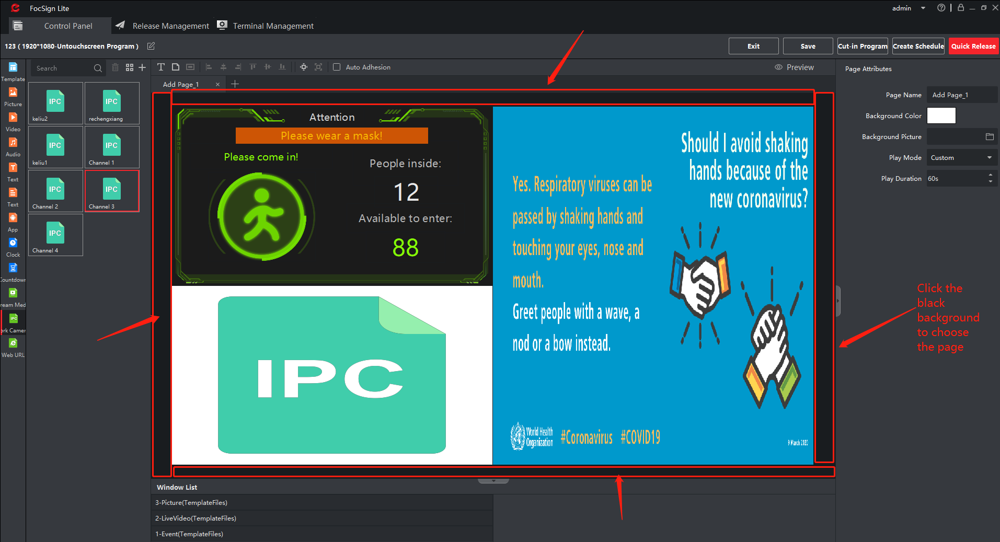 FocSign Lite
admin
Control Panel
Release Management
Terminal Management
123 ( 1920*1080-Untouchscreen Program )
Exit
Save
Cut-in Program
Create Schedule
Quick Release
Template
Picture
Video
Audio
Text
Text
App
Clock
Countdown
ream Med
IPC
ork Camer
Web URL
Search
IPC
keliu2
IPC
rechengxiang
IPC
keliu1
IPC
Channel 1
IPC
Channel 2
IPC
Channel 3
IPC
Channel 4
Auto Adhesion
Preview
Add Page_1
Attention
Please wear a mask!
Please come in!
People inside:
12
Available to enter:
88
IPC
Should I avoid shaking
hands because of the
new coronavirus?
Yes. Respiratory viruses can be
passed by shaking hands and
touching your eyes, nose and
mouth.
Greet people with a wave, a
nod or a bow instead.
World Health
Organization
#Coronavirus #COVID19
9 March 2020
Window List
3-Picture(TemplateFiles)
2-LiveVideo(TemplateFiles)
1-Event(TemplateFiles)
Page Attributes
Page Name
Add Page_1
Background Color
Background Picture
Play Mode
Custom
Play Duration
60s
Click the
black
background
to choose
the page